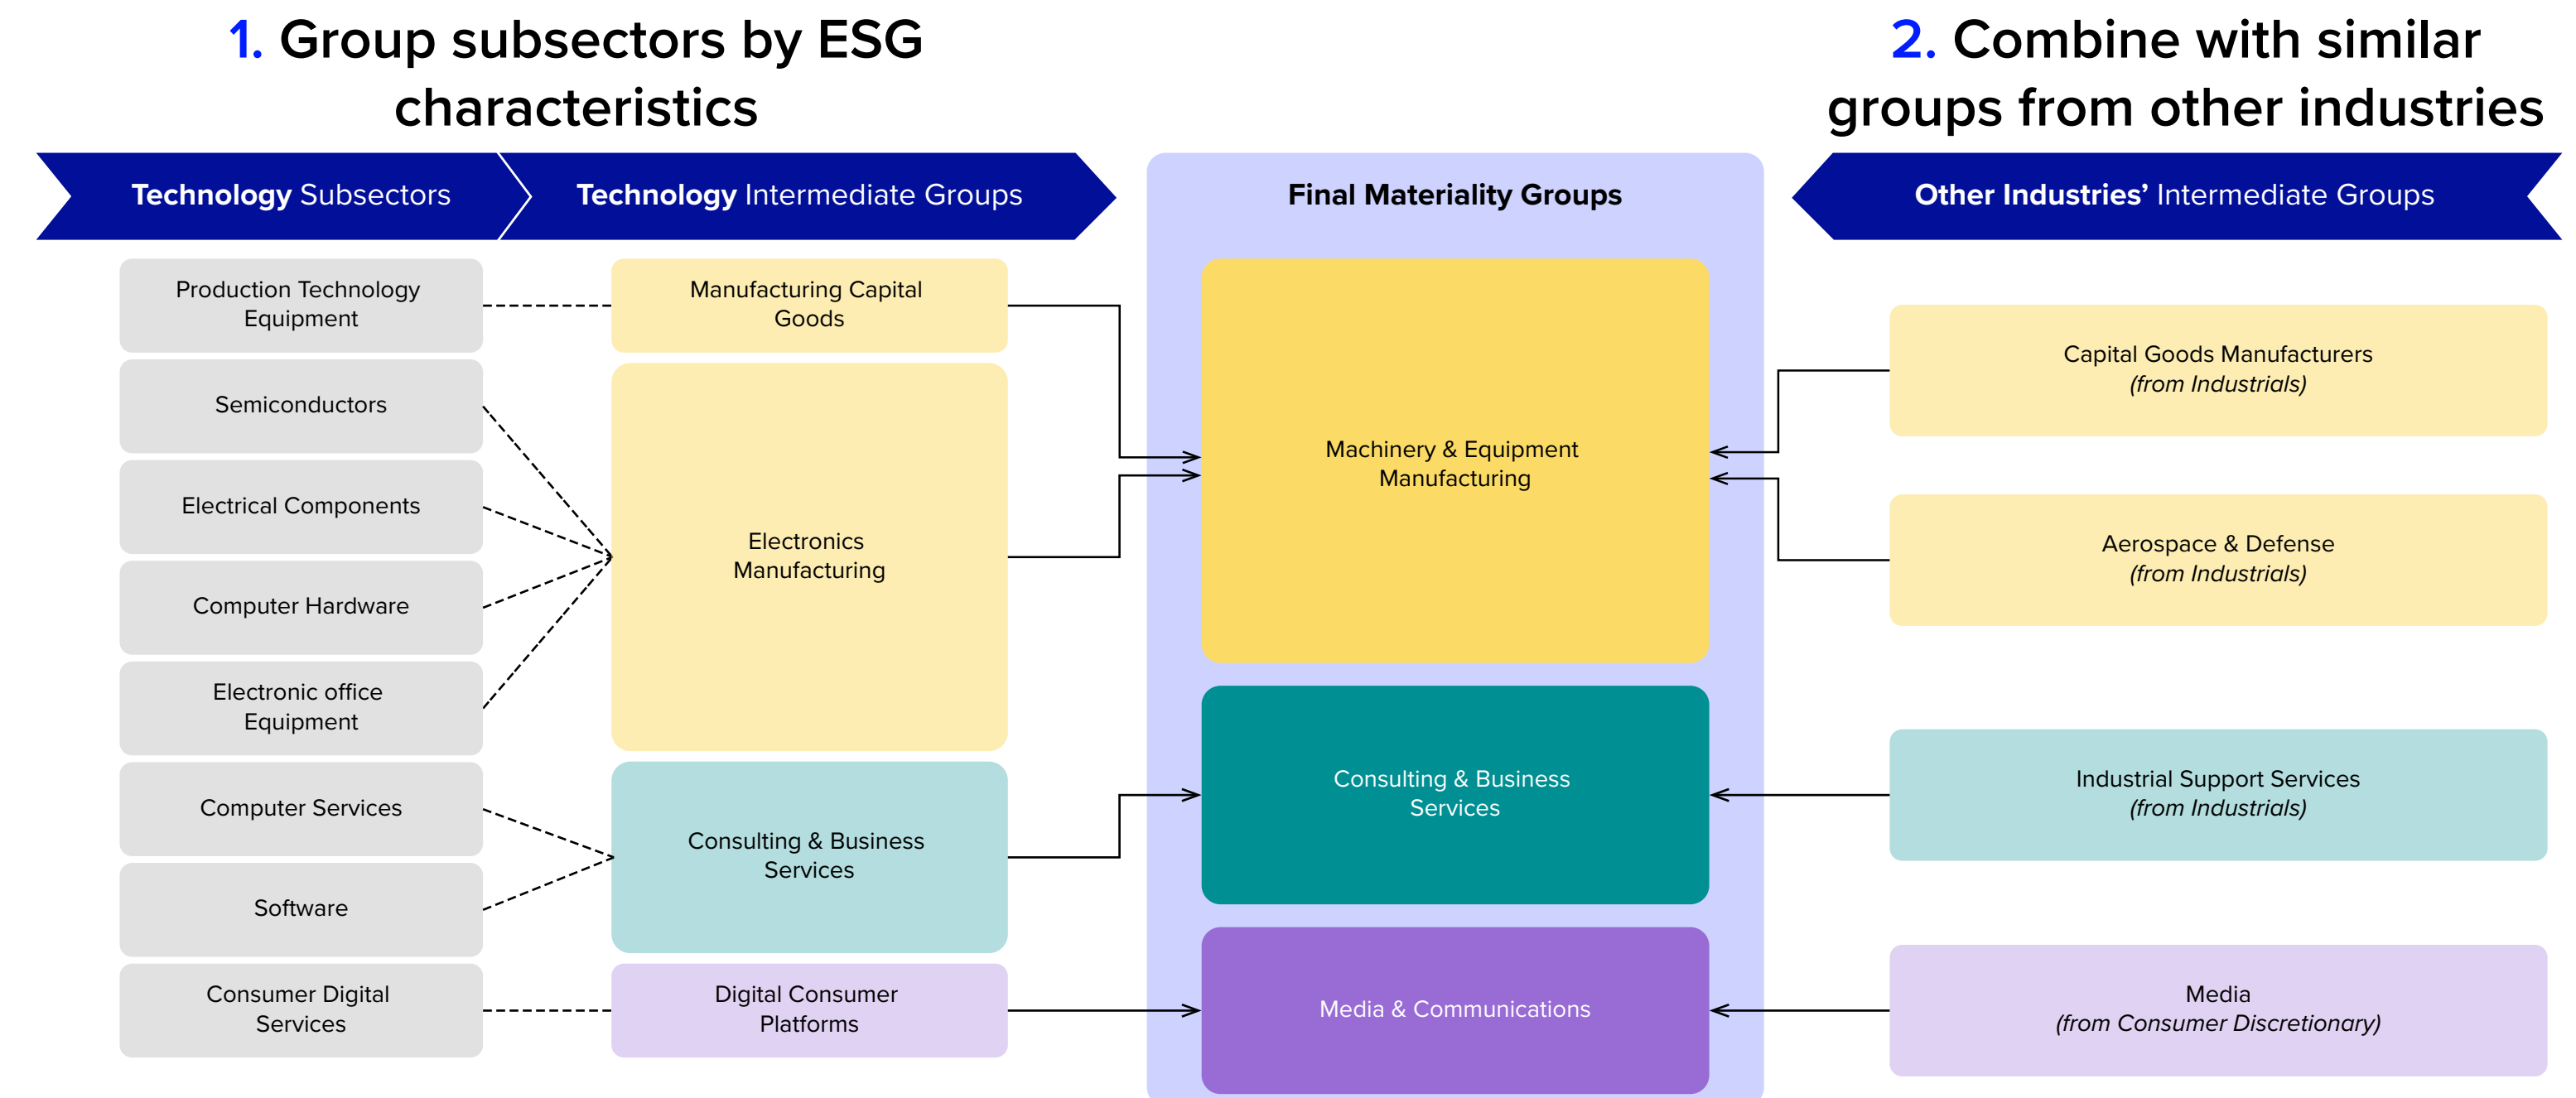 1. Group subsectors by ESG
characteristics
2. Combine with similar
groups from other industries
Technology Subsectors
Technology Intermediate Groups
Final Materiality Groups
Other Industries’ Intermediate Groups
Production Technology
Equipment
Semiconductors
Electrical Components
Computer Hardware
Electronic office
Equipment
Computer Services
Software
Consumer Digital
Services
Manufacturing Capital
Goods
Electronics
Manufacturing
Consulting & Business
Services
Digital Consumer
Platforms
Machinery & Equipment
Manufacturing
Consulting & Business
Services
Media & Communications
Capital Goods Manufacturers
(from Industrials)
Aerospace & Defense
(from Industrials)
Industrial Support Services
(from Industrials)
Media
(from Consumer Discretionary)